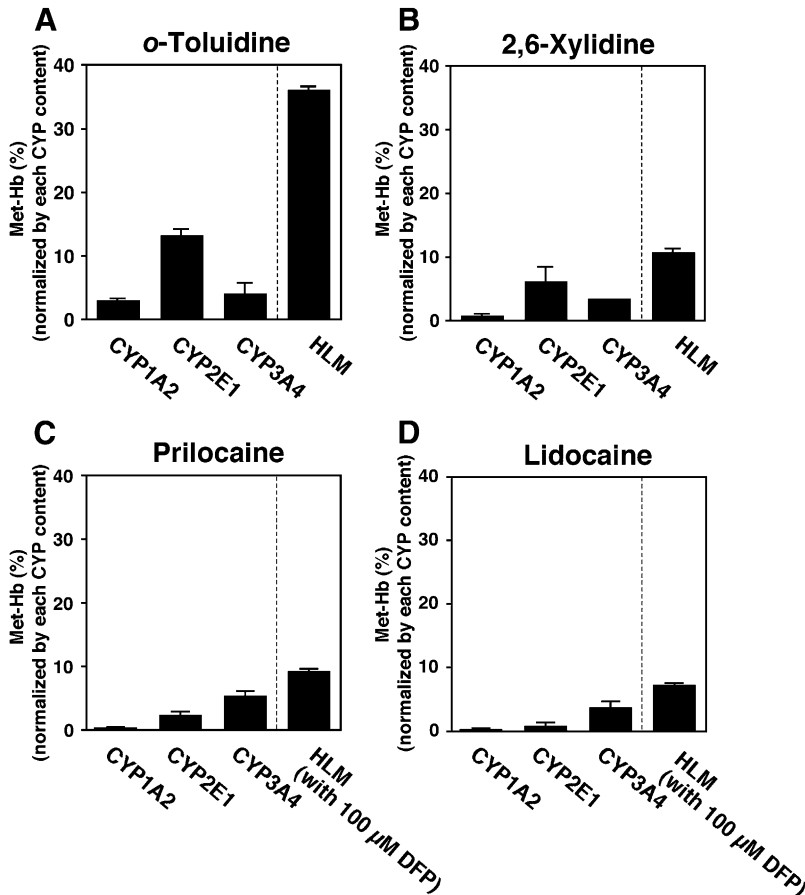 A
o-Toluidine
Met-Hb (%)
(normalized by each CYP content)
40
30
20
10
0
CYP1A2
CYP2E1
CYP3A4
HLM
B
2,6-Xylidine
Met-Hb (%)
(normalized by each CYP content)
40
30
20
10
0
CYP1A2
CYP2E1
CYP3A4
HLM
C
Prilocaine
Met-Hb (%)
(normalized by each CYP content)
40
30
20
10
0
CYP1A2
CYP2E1
CYP3A4
HLM
(with 100 µM DFP)
D
Lidocaine
Met-Hb (%)
(normalized by each CYP content)
40
30
20
10
0
CYP1A2
CYP2E1
CYP3A4
HLM
(with 100 µM DFP)